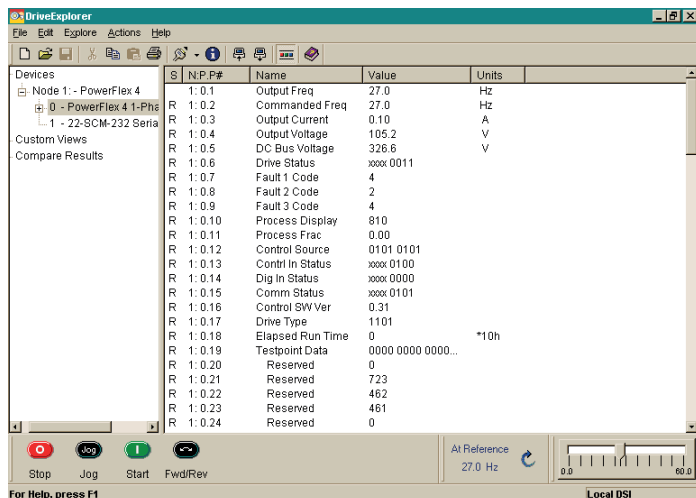 DriveExplorer
File Edit Explore Actions Help
Devices
Node 1: - PowerFlex 4
0 - PowerFlex 4 1-Pha
1 - 22-SCM-232 Seria
Custom Views
Compare Results
S N:P.P# Name Value Units
1: 0.1 Output Freq 27.0 Hz
R 1: 0.2 Commanded Freq 27.0 Hz
R 1: 0.3 Output Current 0.10 A
R 1: 0.4 Output Voltage 105.2 V
R 1: 0.5 DC Bus Voltage 326.6 V
R 1: 0.6 Drive Status xxxx 0011
R 1: 0.7 Fault 1 Code 4
R 1: 0.8 Fault 2 Code 2
R 1: 0.9 Fault 3 Code 4
R 1: 0.10 Process Display 810
R 1: 0.11 Process Frac 0.00
R 1: 0.12 Control Source 0101 0101
R 1: 0.13 Contrl In Status xxxx 0100
R 1: 0.14 Dig In Status xxxx 0000
R 1: 0.15 Comm Status xxxx 0101
R 1: 0.16 Control SW Ver 0.31
R 1: 0.17 Drive Type 1101
R 1: 0.18 Elapsed Run Time 0 *10h
R 1: 0.19 Testpoint Data 0000 0000 0000...
R 1: 0.20 Reserved 0
R 1: 0.21 Reserved 723
R 1: 0.22 Reserved 462
R 1: 0.23 Reserved 461
R 1: 0.24 Reserved 0
Jog
Stop Jog Start Fwd/Rev
At Reference
27.0 Hz
0.0 60.0
For Help, press F1 Local DSI